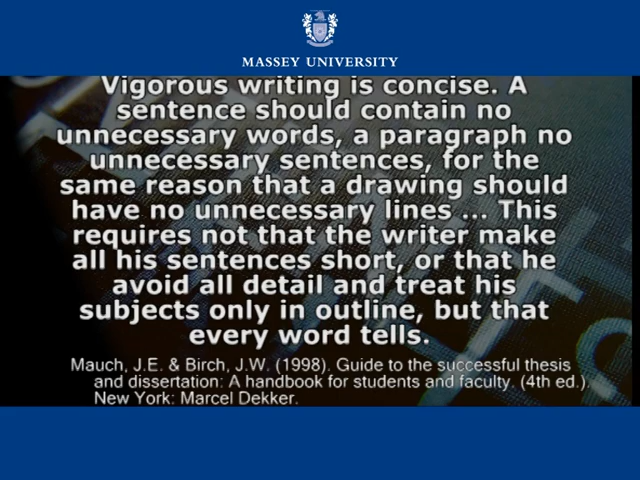 MASSEY UNIVERSITY
Vigorous writing is concise. A
sentence should contain no
unnecessary words, a paragraph no
unnecessary sentences, for the
same reason that a drawing should
have no unnecessary lines ... This
requires not that the writer make
all his sentences short, or that he
avoid all detail and treat his
subjects only in outline, but that
every word tells.
Mauch, J.E. & Birch, J.W. (1998). Guide to the successful thesis
and dissertation: A handbook for students and faculty. (4th ed.).
New York: Marcel Dekker.